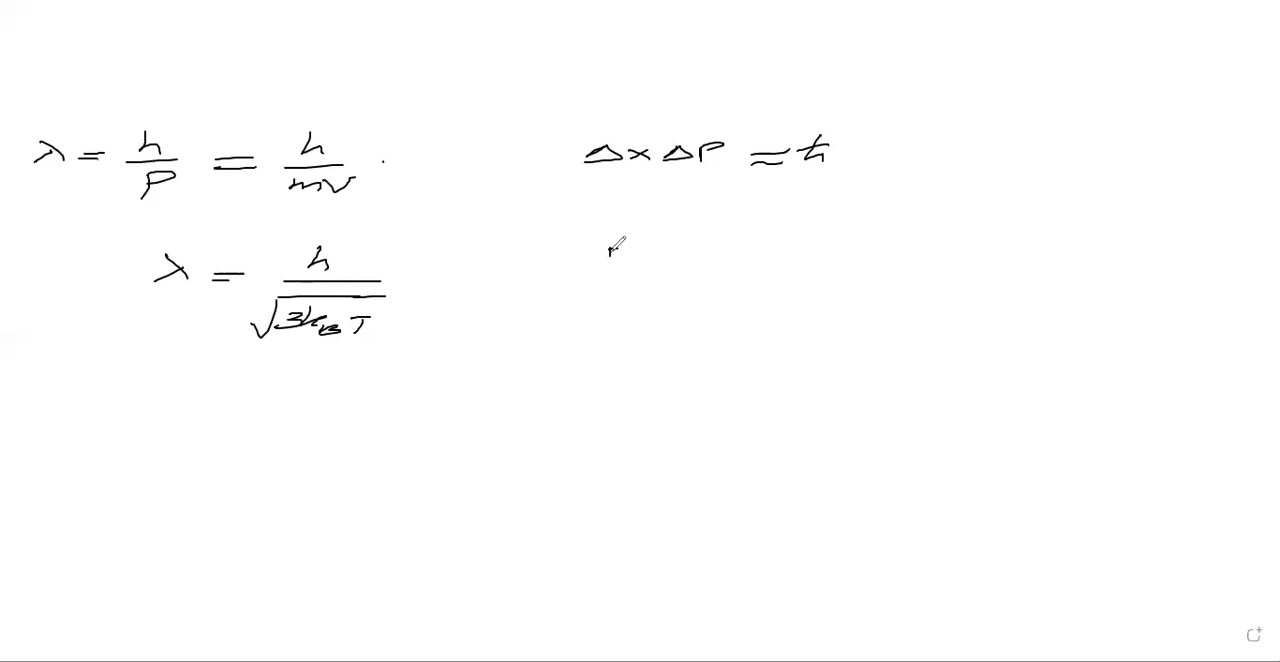 λ = h/P = h/mv .
Δx ΔP ≈ ħ
λ = h/√(3k_B T)